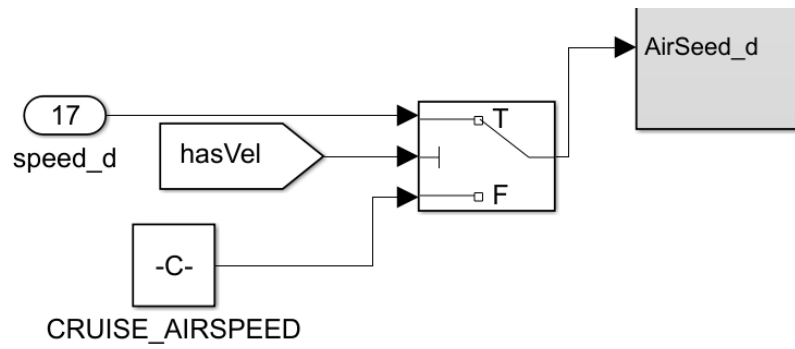 AirSeed_d
17
speed_d
hasVel
T
F
-C-
CRUISE_AIRSPEED